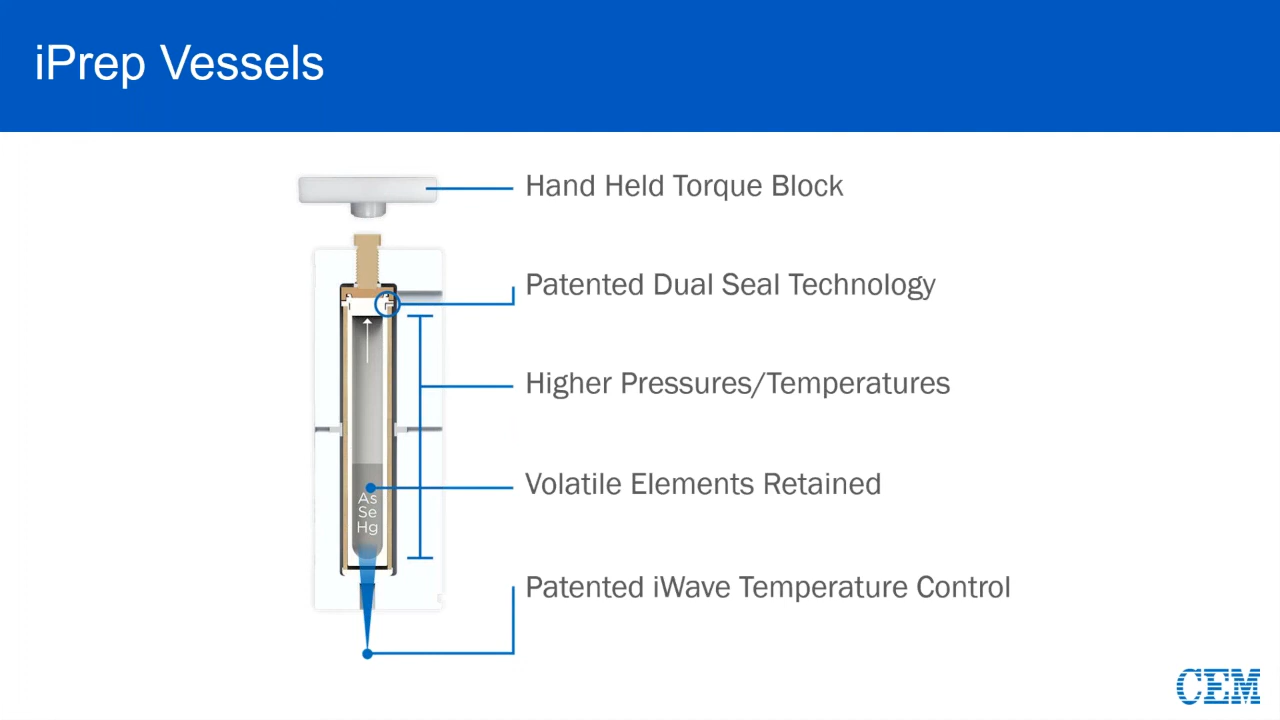 iPrep Vessels
Hand Held Torque Block
Patented Dual Seal Technology
Higher Pressures/Temperatures
Volatile Elements Retained
As
Se
Hg
Patented iWave Temperature Control
CEM